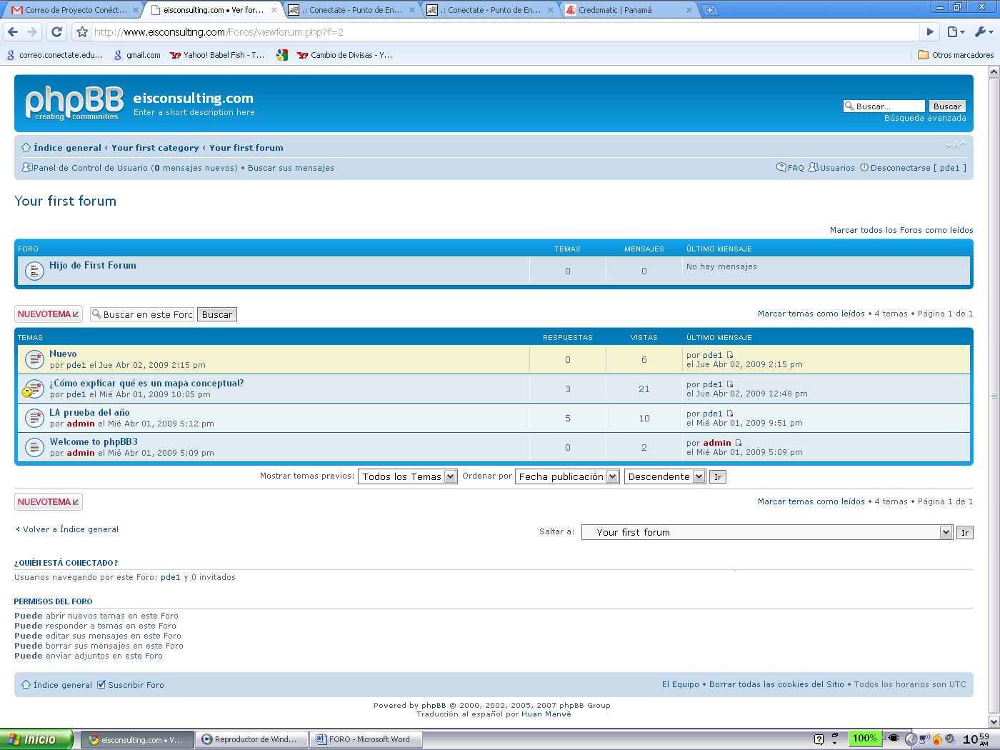 Correo de Proyecto Conéct...
eisconsulting.com • Ver for...
.: Conectate - Punto de En...
.: Conectate - Punto de En...
Credomatic | Panamá
http://www.eisconsulting.com/Foros/viewforum.php?f=2
correo.conectate.edu...
gmail.com
Yahoo! Babel Fish - T...
Cambio de Divisas - Y...
Otros marcadores
phpBB
creating communities
eisconsulting.com
Enter a short description here
Buscar... Buscar
Búsqueda avanzada
Índice general ‹ Your first category ‹ Your first forum
A
Panel de Control de Usuario (0 mensajes nuevos) • Buscar sus mensajes
FAQ Usuarios Desconectarse [ pde1 ]
Your first forum
Marcar todos los Foros como leídos
FORO TEMAS MENSAJES ÚLTIMO MENSAJE
Hijo de First Forum 0 0 No hay mensajes
NUEVOTEMA Buscar en este Forc Buscar
Marcar temas como leídos • 4 temas • Página 1 de 1
TEMAS RESPUESTAS VISTAS ÚLTIMO MENSAJE
Nuevo
por pde1 el Jue Abr 02, 2009 2:15 pm
0 6
por pde1
el Jue Abr 02, 2009 2:15 pm
¿Cómo explicar qué es un mapa conceptual?
por pde1 el Mié Abr 01, 2009 10:05 pm
3 21
por pde1
el Jue Abr 02, 2009 12:48 pm
LA prueba del año
por admin el Mié Abr 01, 2009 5:12 pm
5 10
por pde1
el Mié Abr 01, 2009 9:51 pm
Welcome to phpBB3
por admin el Mié Abr 01, 2009 5:09 pm
0 2
por admin
el Mié Abr 01, 2009 5:09 pm
Mostrar temas previos: Todos los Temas Ordenar por Fecha publicación Descendente Ir
NUEVOTEMA
Marcar temas como leídos • 4 temas • Página 1 de 1
Volver a Índice general
Saltar a: Your first forum Ir
¿QUIÉN ESTÁ CONECTADO?
Usuarios navegando por este Foro: pde1 y 0 invitados
PERMISOS DEL FORO
Puede abrir nuevos temas en este Foro
Puede responder a temas en este Foro
Puede editar sus mensajes en este Foro
Puede borrar sus mensajes en este Foro
Puede enviar adjuntos en este Foro
Índice general Suscribir Foro
El Equipo • Borrar todas las cookies del Sitio • Todos los horarios son UTC
Powered by phpBB © 2000, 2002, 2005, 2007 phpBB Group
Traducción al español por Huan Manwë
Inicio
eisconsulting.com • V...
Reproductor de Wind...
FORO - Microsoft Word
100%
10:59 AM